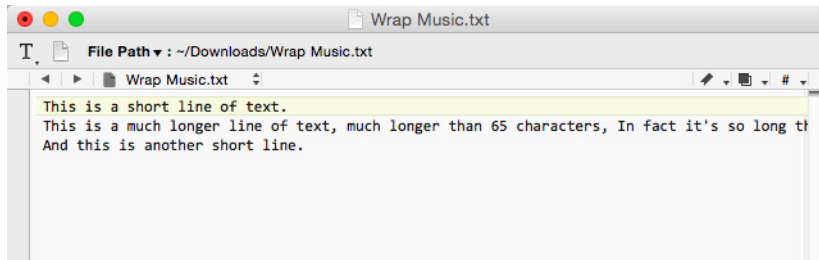 Wrap Music.txt
T File Path ▾ : ~/Downloads/Wrap Music.txt
Wrap Music.txt #
This is a short line of text.
This is a much longer line of text, much longer than 65 characters, In fact it's so long
And this is another short line.